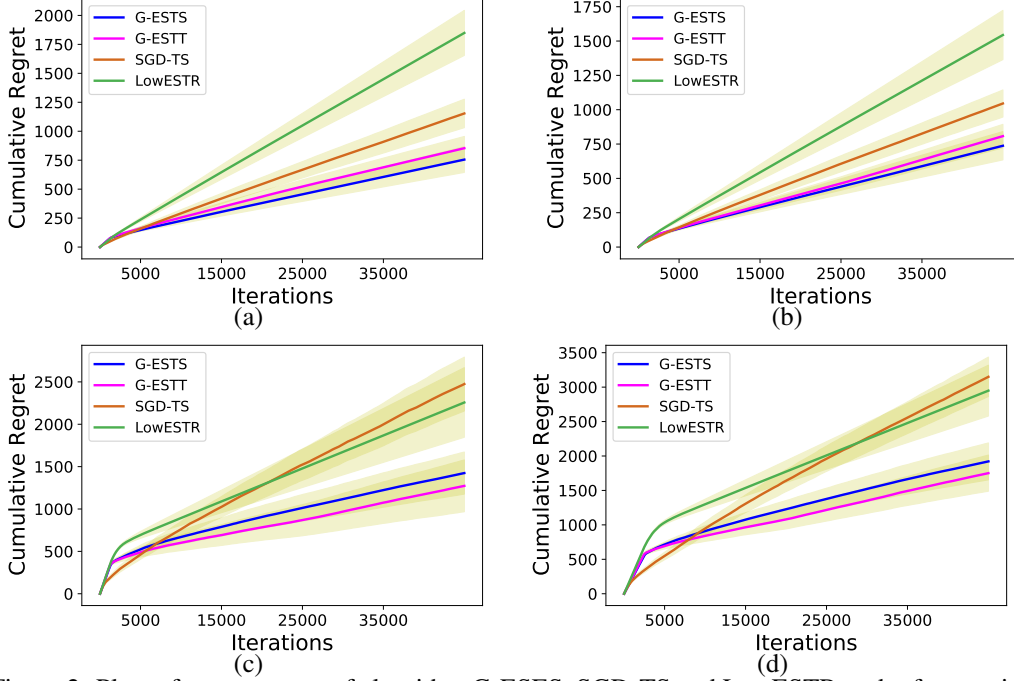 2000
1750
1500
1250
1000
750
500
250
0
Cumulative Regret
G-ESTS
G-ESTT
SGD-TS
LowESTR
5000 15000 25000 35000
Iterations
(a)
1750
1500
1250
1000
750
500
250
0
Cumulative Regret
G-ESTS
G-ESTT
SGD-TS
LowESTR
5000 15000 25000 35000
Iterations
(b)
2500
2000
1500
1000
500
0
Cumulative Regret
G-ESTS
G-ESTT
SGD-TS
LowESTR
5000 15000 25000 35000
Iterations
(c)
3500
3000
2500
2000
1500
1000
500
0
Cumulative Regret
G-ESTS
G-ESTT
SGD-TS
LowESTR
5000 15000 25000 35000
Iterations
(d)